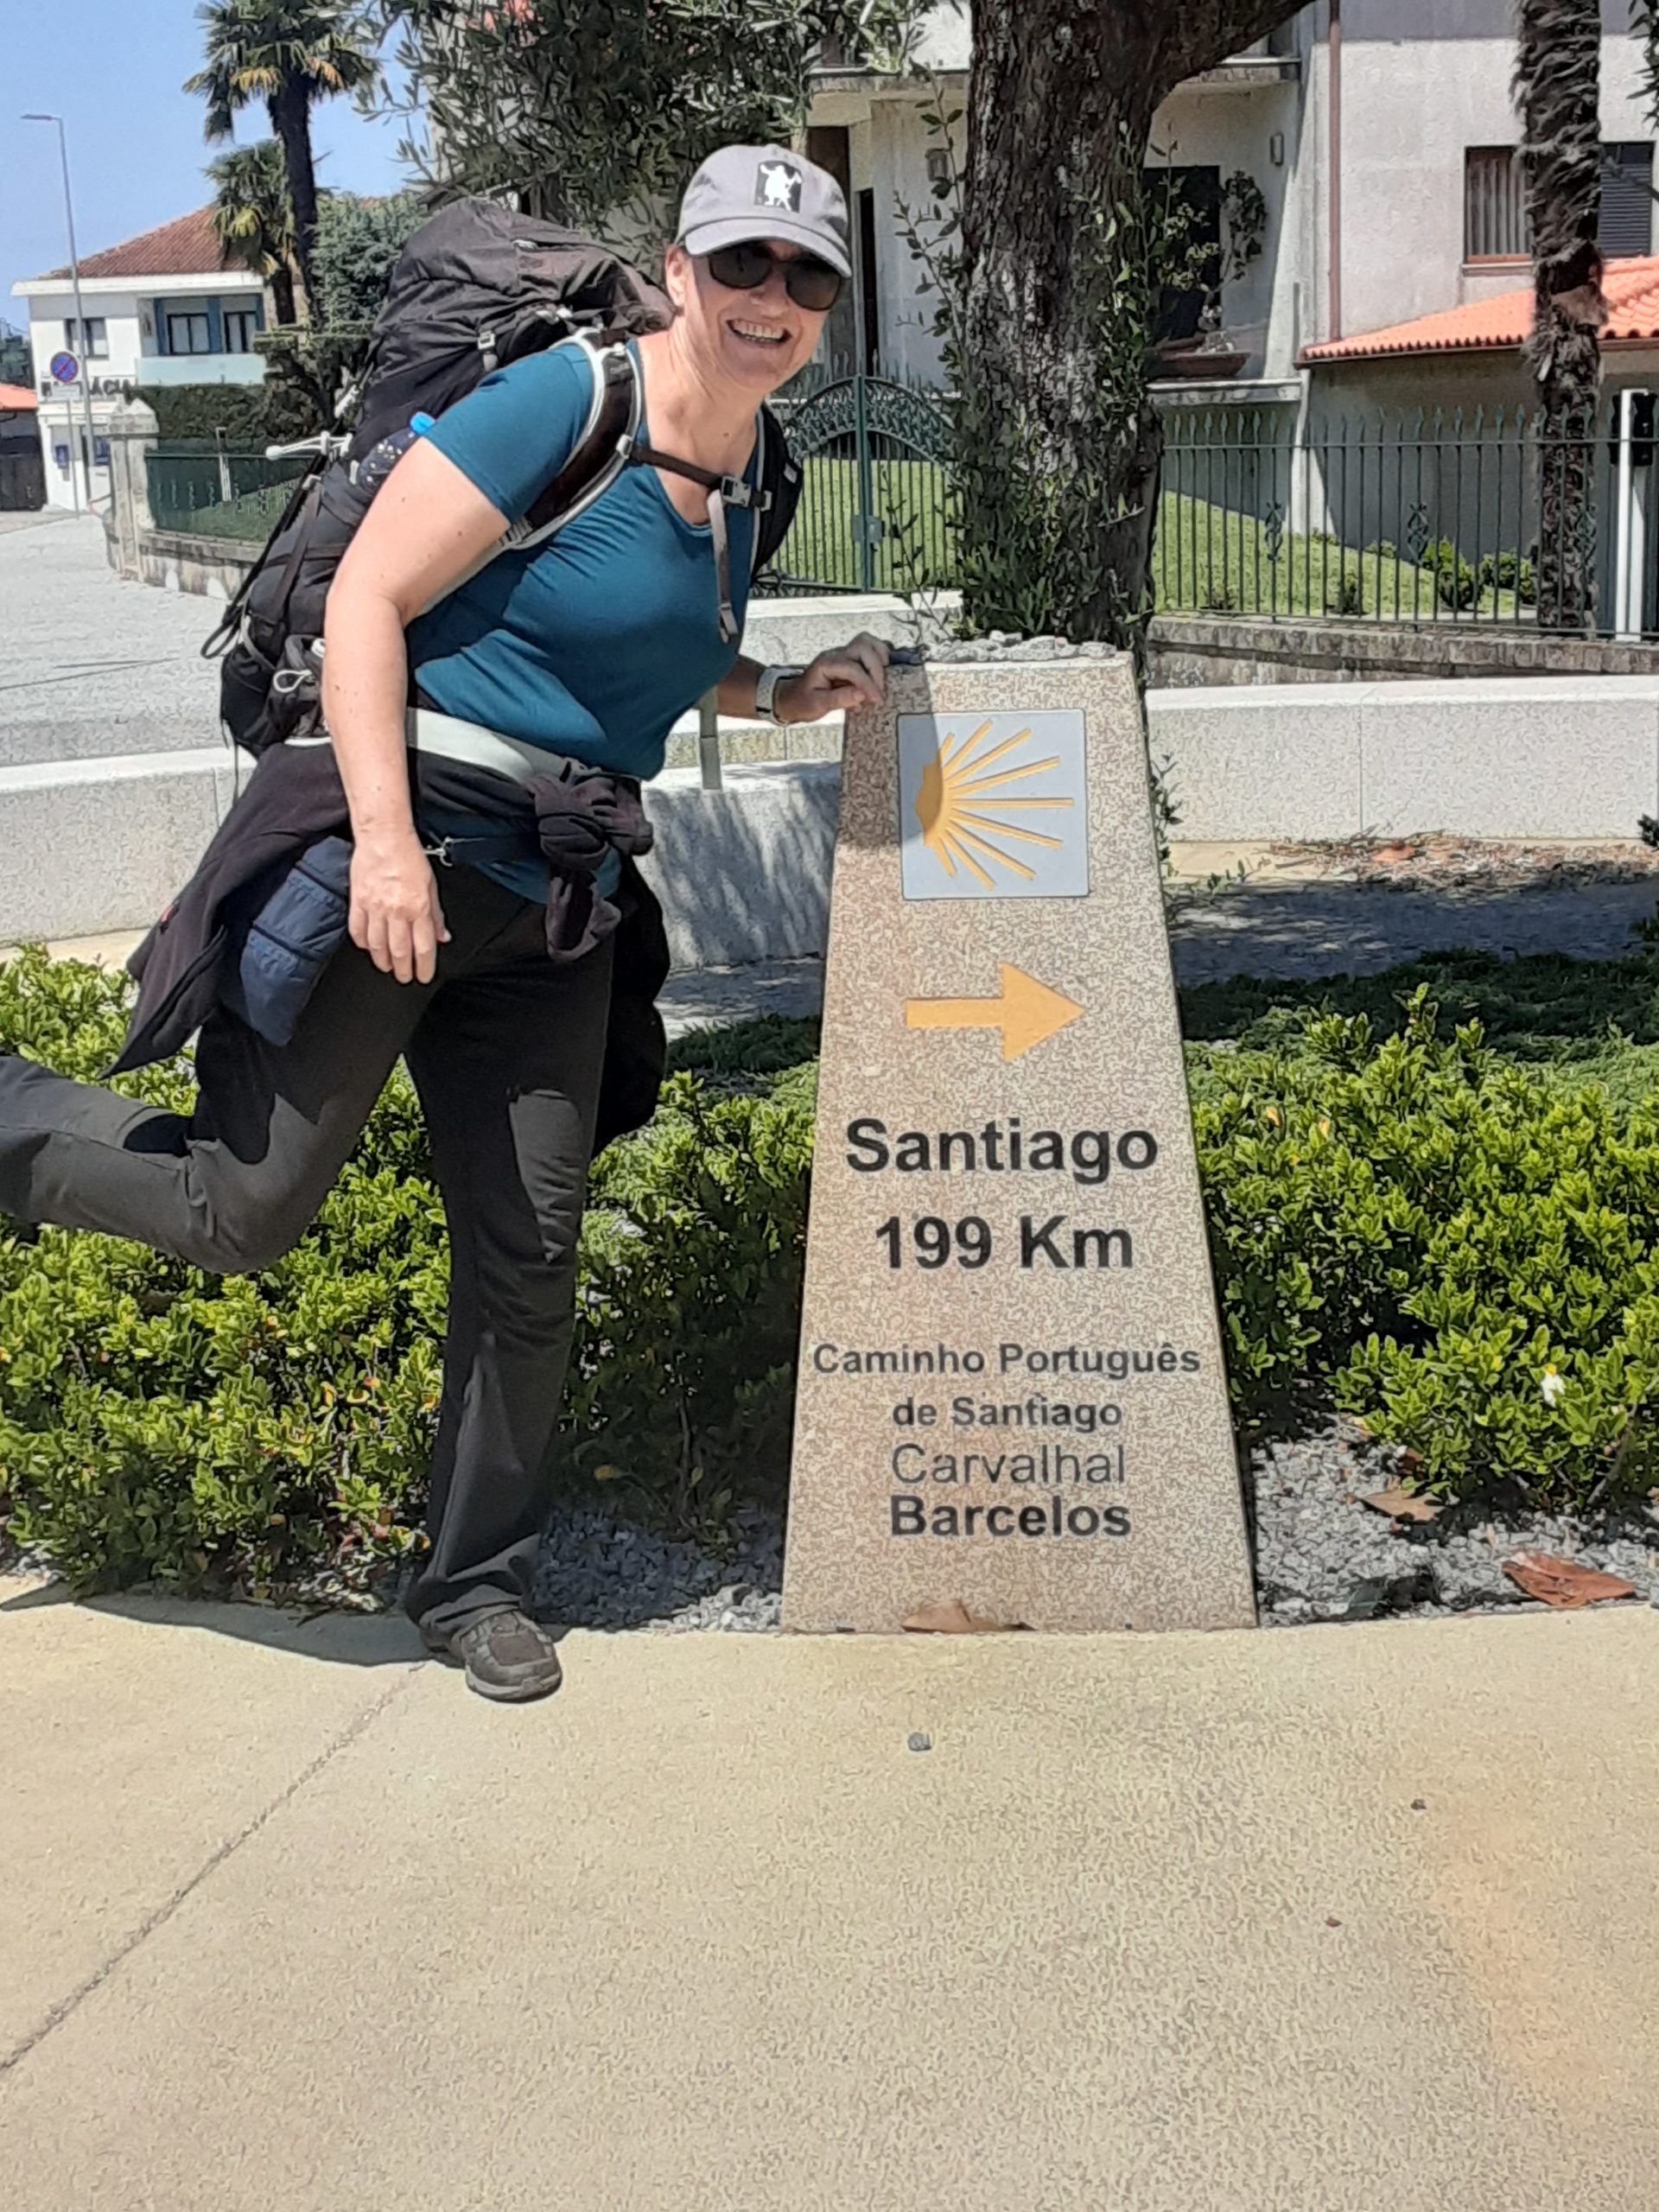 Santiago
199 Km
Caminho Português
de Santiago
Carvalhal
Barcelos